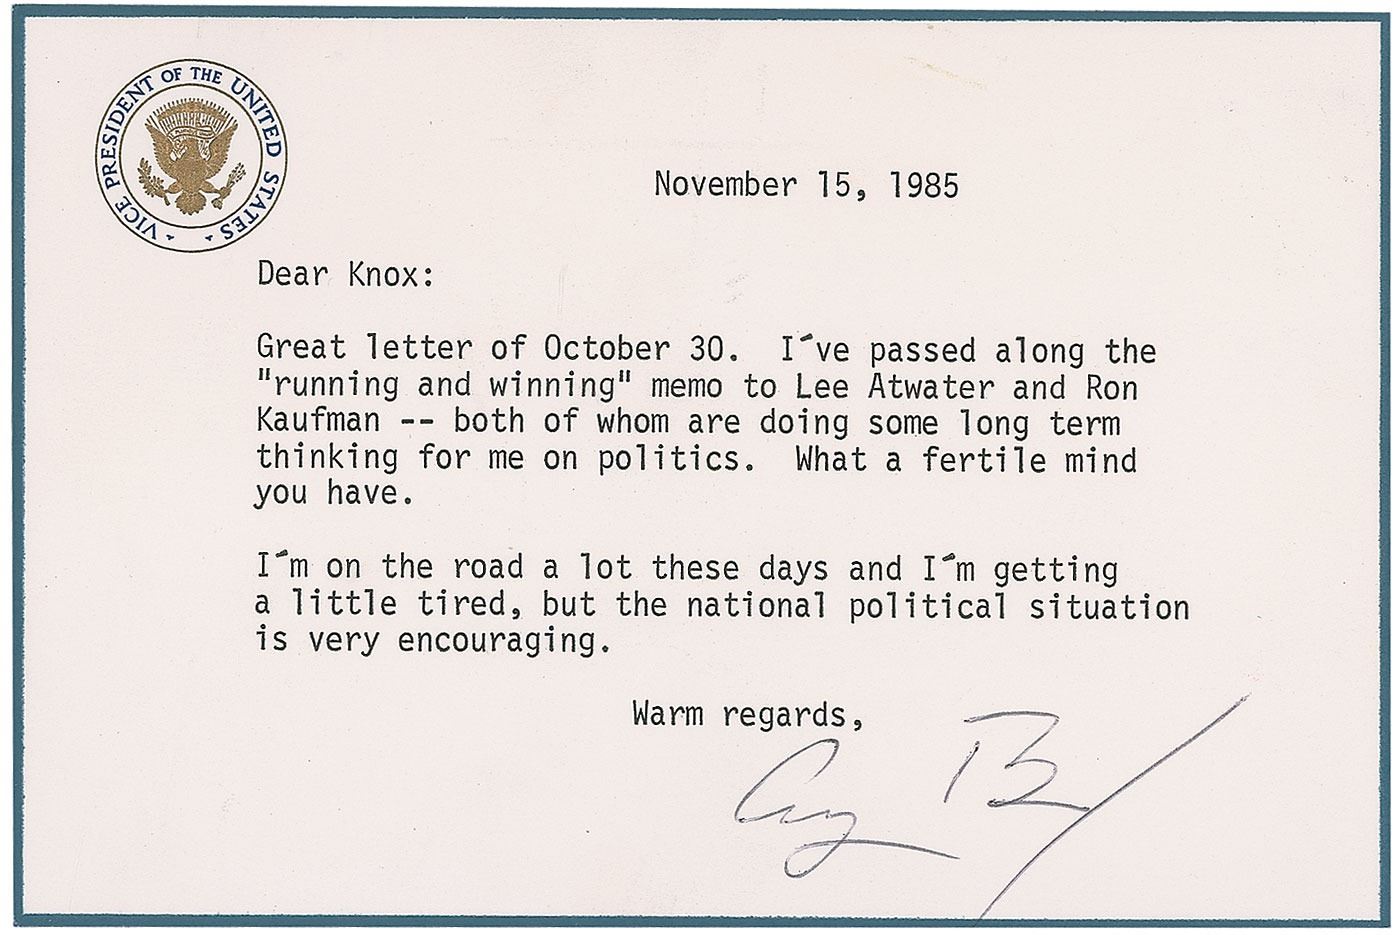 VICE PRESIDENT OF THE UNITED STATES
November 15, 1985
Dear Knox:
Great letter of October 30. I´ve passed along the
"running and winning" memo to Lee Atwater and Ron
Kaufman -- both of whom are doing some long term
thinking for me on politics. What a fertile mind
you have.
I´m on the road a lot these days and I´m getting
a little tired, but the national political situation
is very encouraging.
Warm regards,